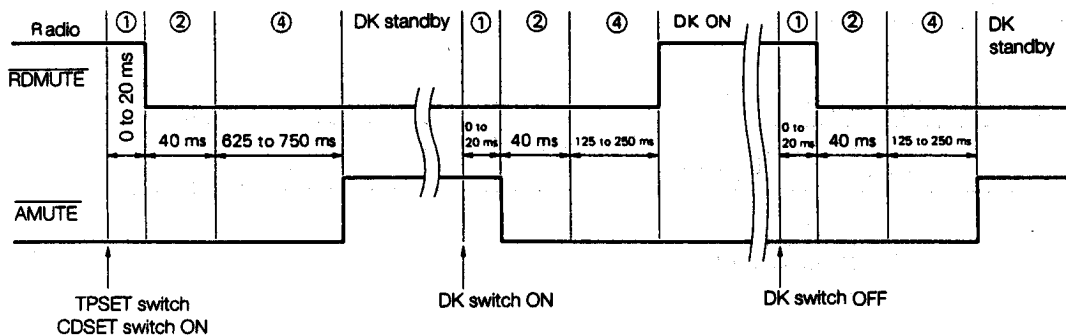 Radio ① ② ④ DK standby ① ② ④ DK ON ① ② ④ DK standby
RDMUTE
0 to 20 ms
40 ms 625 to 750 ms 0 to 20 ms 40 ms 125 to 250 ms 0 to 20 ms 40 ms 125 to 250 ms
AMUTE
TPSET switch
CDSET switch ON
DK switch ON
DK switch OFF